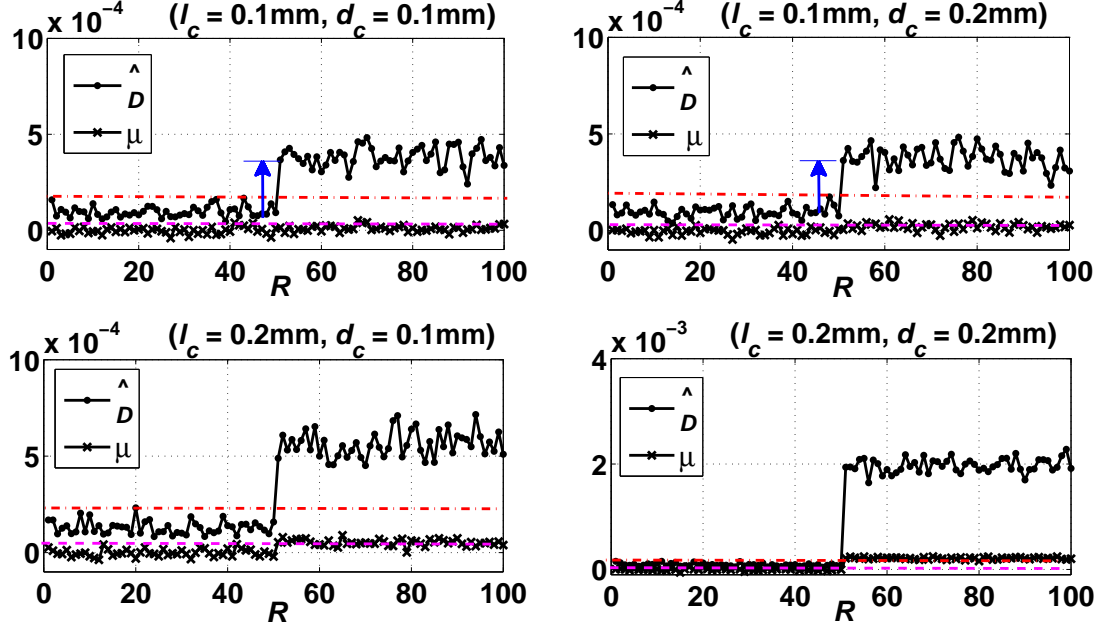 x 10⁻⁴ (l_c = 0.1mm, d_c = 0.1mm)
10
5
0
D̂
μ
0 20 40 60 80 100
R
x 10⁻⁴ (l_c = 0.1mm, d_c = 0.2mm)
10
5
0
D̂
μ
0 20 40 60 80 100
R
x 10⁻⁴ (l_c = 0.2mm, d_c = 0.1mm)
10
5
0
D̂
μ
0 20 40 60 80 100
R
x 10⁻³ (l_c = 0.2mm, d_c = 0.2mm)
4
2
0
D̂
μ
0 20 40 60 80 100
R